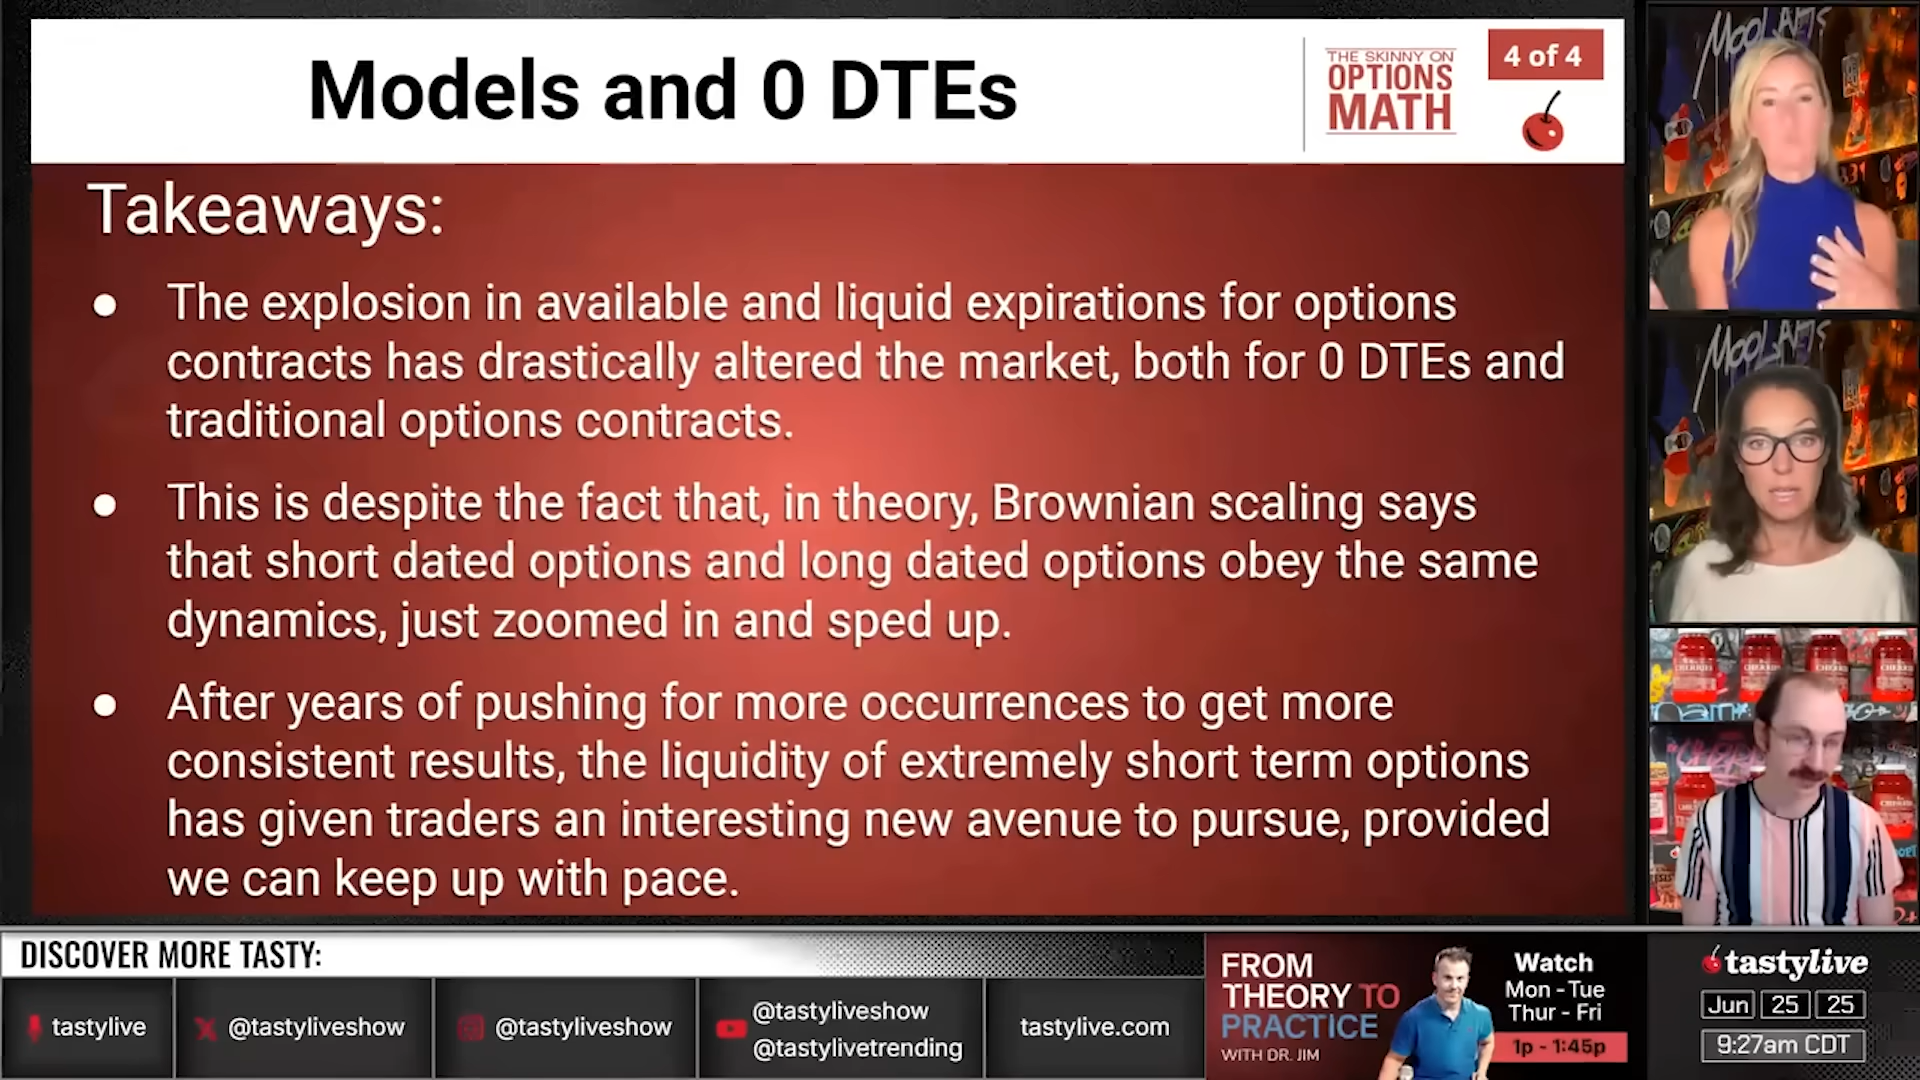 Models and 0 DTEs
THE SKINNY ON
OPTIONS
MATH
4 of 4
Takeaways:
● The explosion in available and liquid expirations for options
contracts has drastically altered the market, both for 0 DTEs and
traditional options contracts.
● This is despite the fact that, in theory, Brownian scaling says
that short dated options and long dated options obey the same
dynamics, just zoomed in and sped up.
● After years of pushing for more occurrences to get more
consistent results, the liquidity of extremely short term options
has given traders an interesting new avenue to pursue, provided
we can keep up with pace.
DISCOVER MORE TASTY:
tastylive
@tastyliveshow
@tastyliveshow
@tastyliveshow
@tastylivetrending
tastylive.com
FROM
THEORY TO
PRACTICE
WITH DR. JIM
Watch
Mon - Tue
Thur - Fri
1p - 1:45p
tastylive
Jun 25 25
9:27am CDT